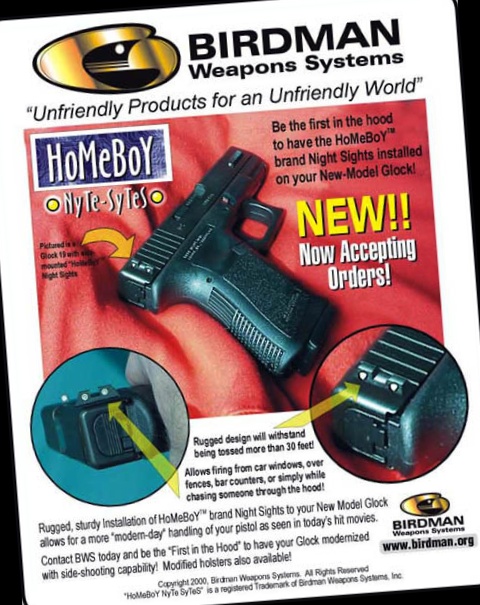 BIRDMAN
Weapons Systems
"Unfriendly Products for an Unfriendly World"
HoMeBoY
NyTe-SyTeS
Be the first in the hood
to have the HoMeBoY™
brand Night Sights installed
on your New-Model Glock!
NEW!!
Now Accepting
Orders!
Pictured is a
Glock 19 with side-
mounted "HomeBoy"
Night Sights
Rugged design will withstand
being tossed more than 30 feet!
Allows firing from car windows, over
fences, bar counters, or simply while
chasing someone through the hood!
Rugged, sturdy Installation of HoMeBoY™ brand Night Sights to your New Model Glock
allows for a more "modern-day" handling of your pistol as seen in today's hit movies.
Contact BWS today and be the "First in the Hood" to have your Glock modernized
with side-shooting capability! Modified holsters also available!
BIRDMAN
Weapons Systems
www.birdman.org
Copyright 2000, Birdman Weapons Systems. All Rights Reserved
"HoMeBoY NyTe SyTeS" is a registered Trademark of Birdman Weapons Systems, Inc.